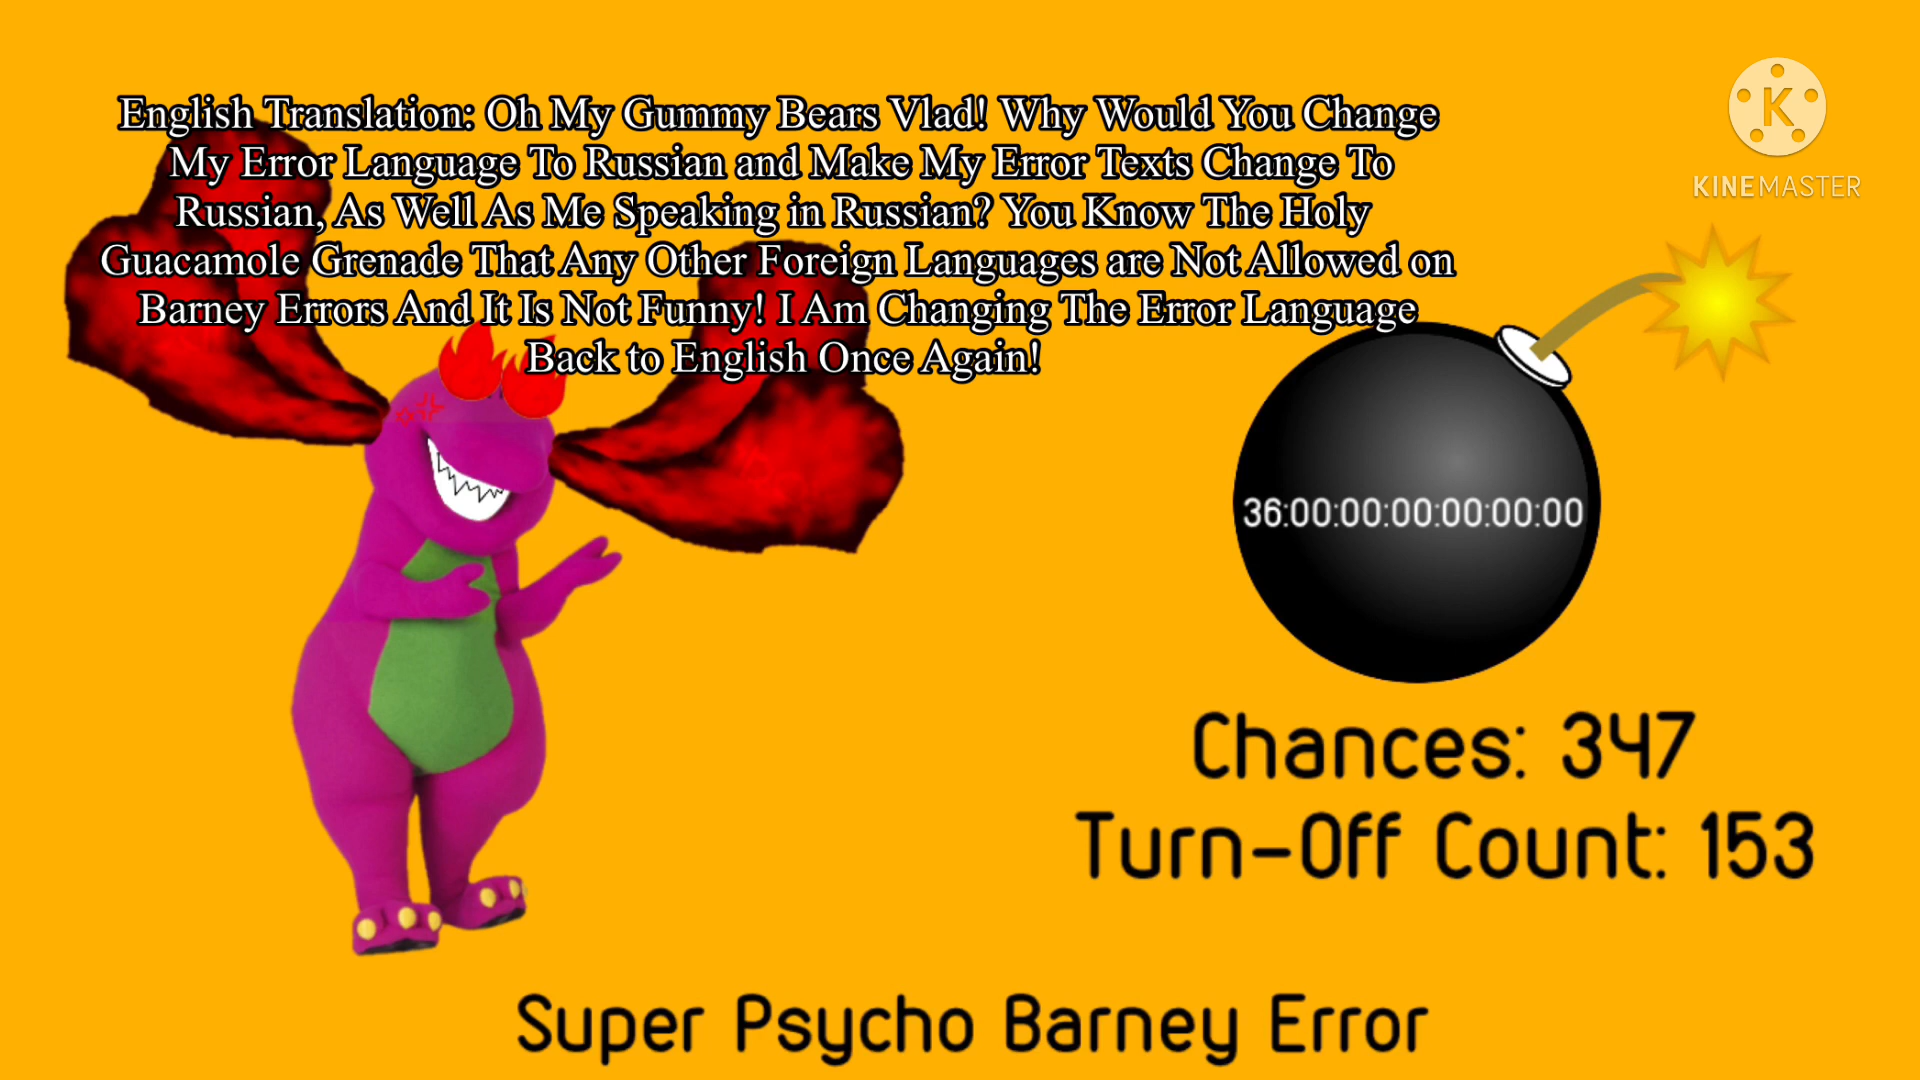 English Translation: Oh My Gummy Bears Vlad! Why Would You Change
My Error Language To Russian and Make My Error Texts Change To
Russian, As Well As Me Speaking in Russian? You Know The Holy
Guacamole Grenade That Any Other Foreign Languages are Not Allowed on
Barney Errors And It Is Not Funny! I Am Changing The Error Language
Back to English Once Again!
K
KINEMASTER
36:00:00:00:00:00:00
Chances: 347
Turn-Off Count: 153
Super Psycho Barney Error